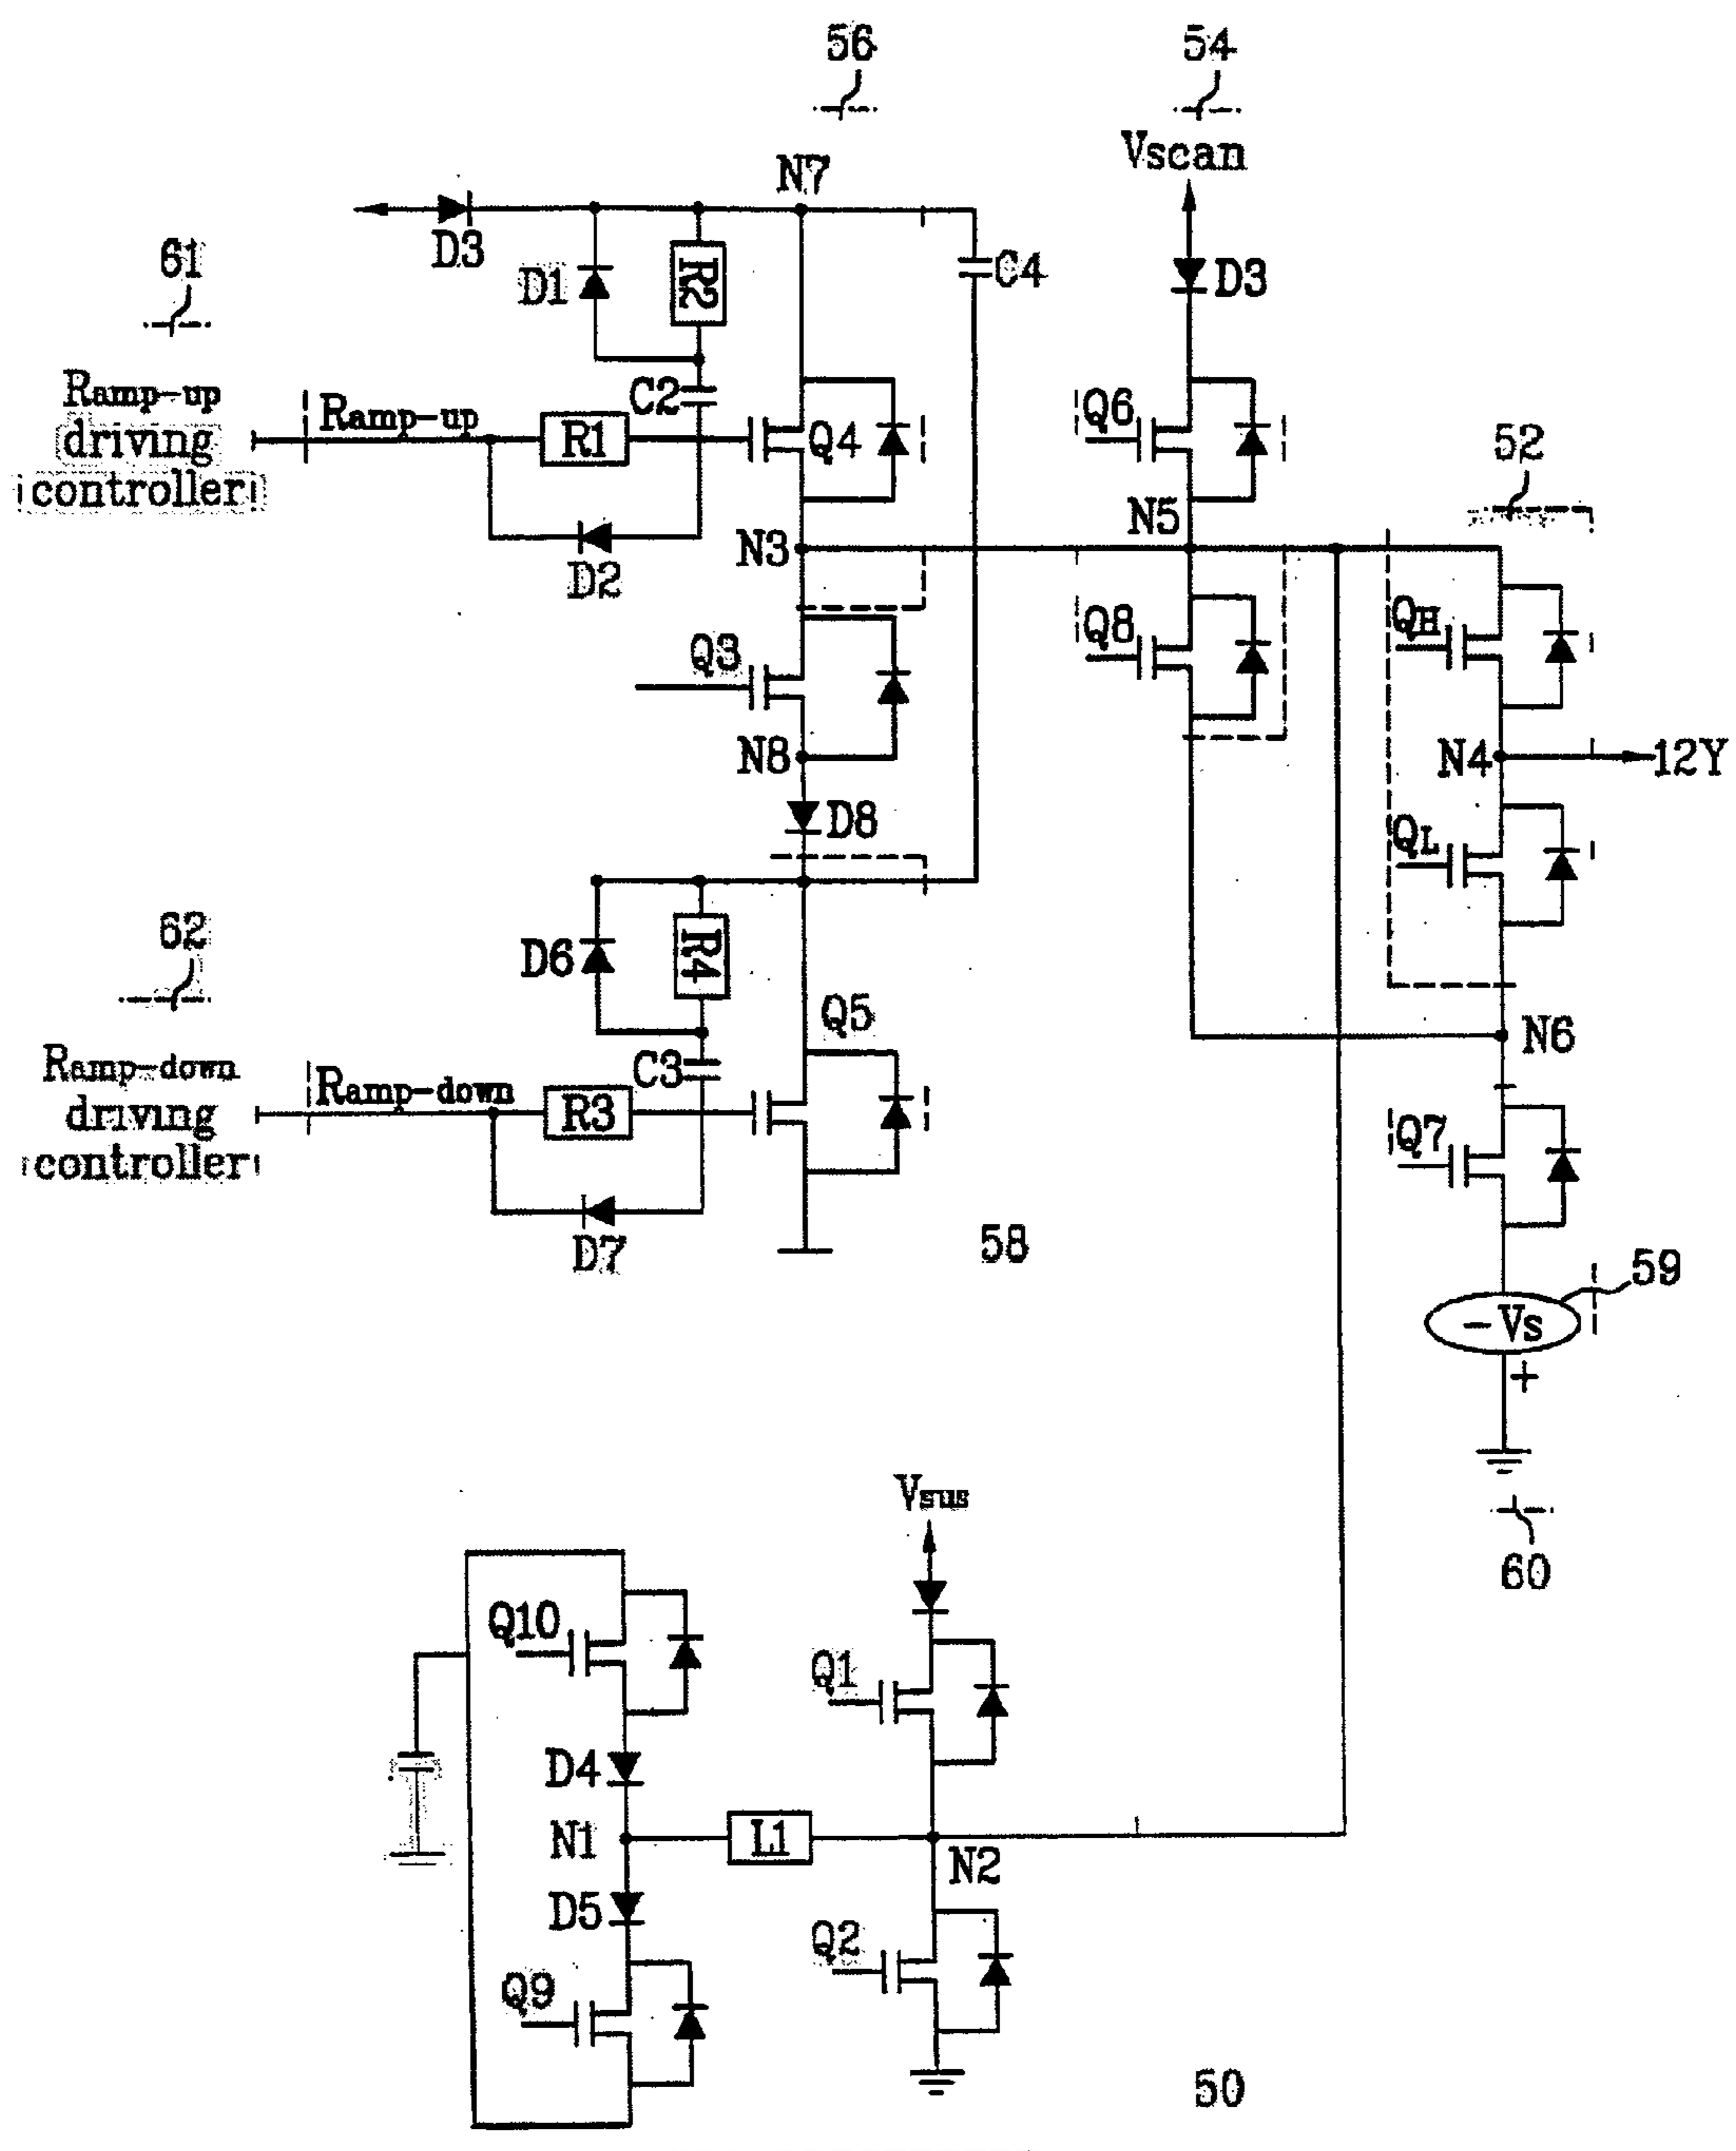 56
54
Vscan
N7
D3
61
D1
R2
C4
D3
Ramp-up
driving
controller
Ramp-up
C2
R1
Q4
Q6
52
D2
N3
N5
Q3
Q8
QH
N8
N4
12Y
D8
QL
62
D6
R4
Q5
N6
Ramp-down
driving
controller
Ramp-down
C3
R3
Q7
D7
58
59
-Vs
+
Vsus
60
Q10
Q1
D4
N1
L1
N2
D5
Q2
Q9
50